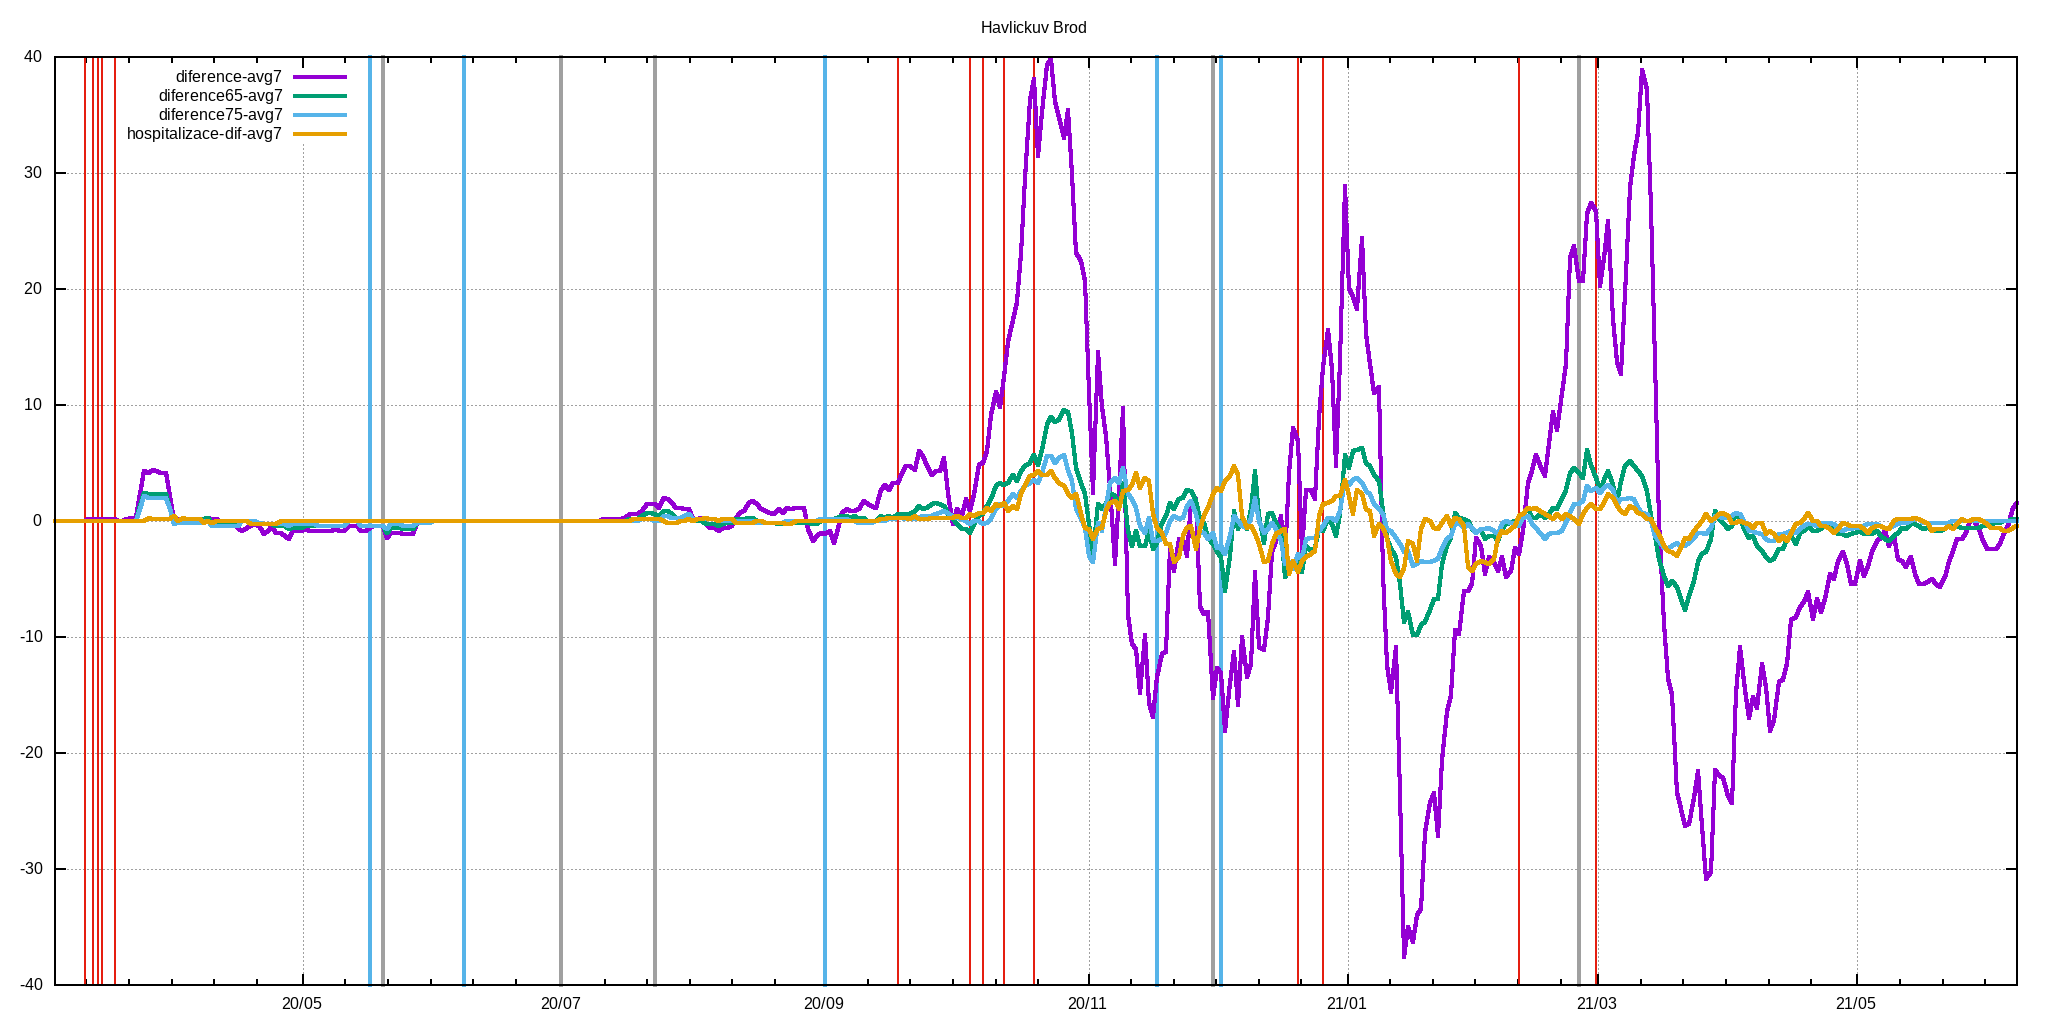 Havlickuv Brod
diference-avg7
diference65-avg7
diference75-avg7
hospitalizace-dif-avg7
40
30
20
10
0
-10
-20
-30
-40
20/05 20/07 20/09 20/11 21/01 21/03 21/05